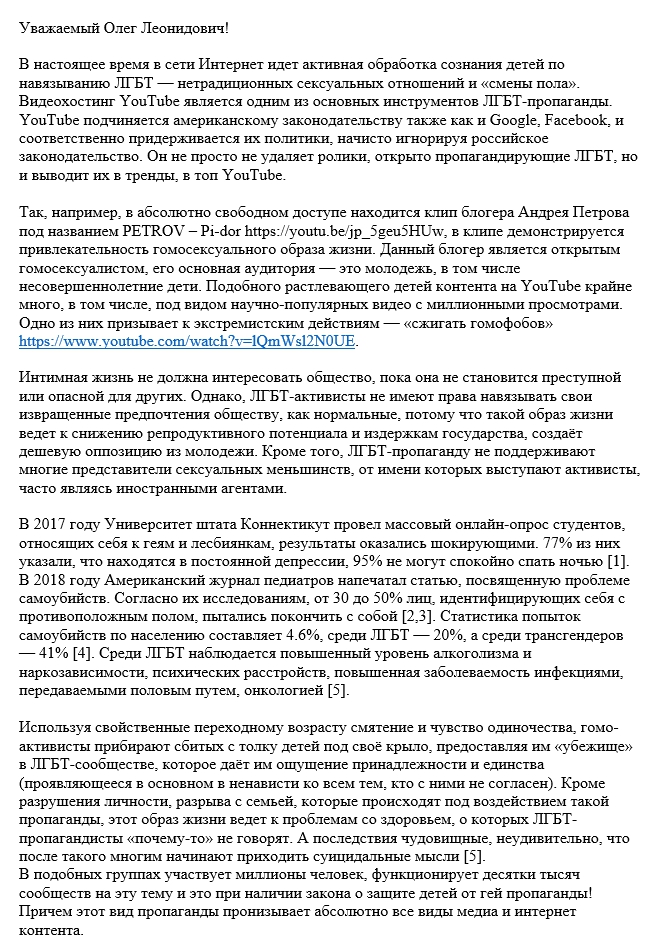 Уважаемый Олег Леонидович!
В настоящее время в сети Интернет идет активная обработка сознания детей по
навязыванию ЛГБТ — нетрадиционных сексуальных отношений и «смены пола».
Видеохостинг YouTube является одним из основных инструментов ЛГБТ-пропаганды.
YouTube подчиняется американскому законодательству также как и Google, Facebook, и
соответственно придерживается их политики, начисто игнорируя российское
законодательство. Он не просто не удаляет ролики, открыто пропагандирующие ЛГБТ, но
и выводит их в тренды, в топ YouTube.
Так, например, в абсолютно свободном доступе находится клип блогера Андрея Петрова
под названием PETROV – Pi-dor https://youtu.be/jp_5geu5HUw, в клипе демонстрируется
привлекательность гомосексуального образа жизни. Данный блогер является открытым
гомосексуалистом, его основная аудитория — это молодежь, в том числе
несовершеннолетние дети. Подобного растлевающего детей контента на YouTube крайне
много, в том числе, под видом научно-популярных видео с миллионными просмотрами.
Одно из них призывает к экстремистским действиям — «сжигать гомофобов»
https://www.youtube.com/watch?v=lQmWsl2N0UE.
Интимная жизнь не должна интересовать общество, пока она не становится преступной
или опасной для других. Однако, ЛГБТ-активисты не имеют права навязывать свои
извращенные предпочтения обществу, как нормальные, потому что такой образ жизни
ведет к снижению репродуктивного потенциала и издержкам государства, создаёт
дешевую оппозицию из молодежи. Кроме того, ЛГБТ-пропаганду не поддерживают
многие представители сексуальных меньшинств, от имени которых выступают активисты,
часто являясь иностранными агентами.
В 2017 году Университет штата Коннектикут провел массовый онлайн-опрос студентов,
относящих себя к геям и лесбиянкам, результаты оказались шокирующими. 77% из них
указали, что находятся в постоянной депрессии, 95% не могут спокойно спать ночью [1].
В 2018 году Американский журнал педиатров напечатал статью, посвященную проблеме
самоубийств. Согласно их исследованиям, от 30 до 50% лиц, идентифицирующих себя с
противоположным полом, пытались покончить с собой [2,3]. Статистика попыток
самоубийств по населению составляет 4.6%, среди ЛГБТ — 20%, а среди трансгендеров
— 41% [4]. Среди ЛГБТ наблюдается повышенный уровень алкоголизма и
наркозависимости, психических расстройств, повышенная заболеваемость инфекциями,
передаваемыми половым путем, онкологией [5].
Используя свойственные переходному возрасту смятение и чувство одиночества, гомо-
активисты прибирают сбитых с толку детей под своё крыло, предоставляя им «убежище»
в ЛГБТ-сообществе, которое даёт им ощущение принадлежности и единства
(проявляющееся в основном в ненависти ко всем тем, кто с ними не согласен). Кроме
разрушения личности, разрыва с семьей, которые происходят под воздействием такой
пропаганды, этот образ жизни ведет к проблемам со здоровьем, о которых ЛГБТ-
пропагандисты «почему-то» не говорят. А последствия чудовищные, неудивительно, что
после такого многим начинают приходить суицидальные мысли [5].
В подобных группах участвует миллионы человек, функционирует десятки тысяч
сообществ на эту тему и это при наличии закона о защите детей от гей пропаганды!
Причем этот вид пропаганды пронизывает абсолютно все виды медиа и интернет
контента.